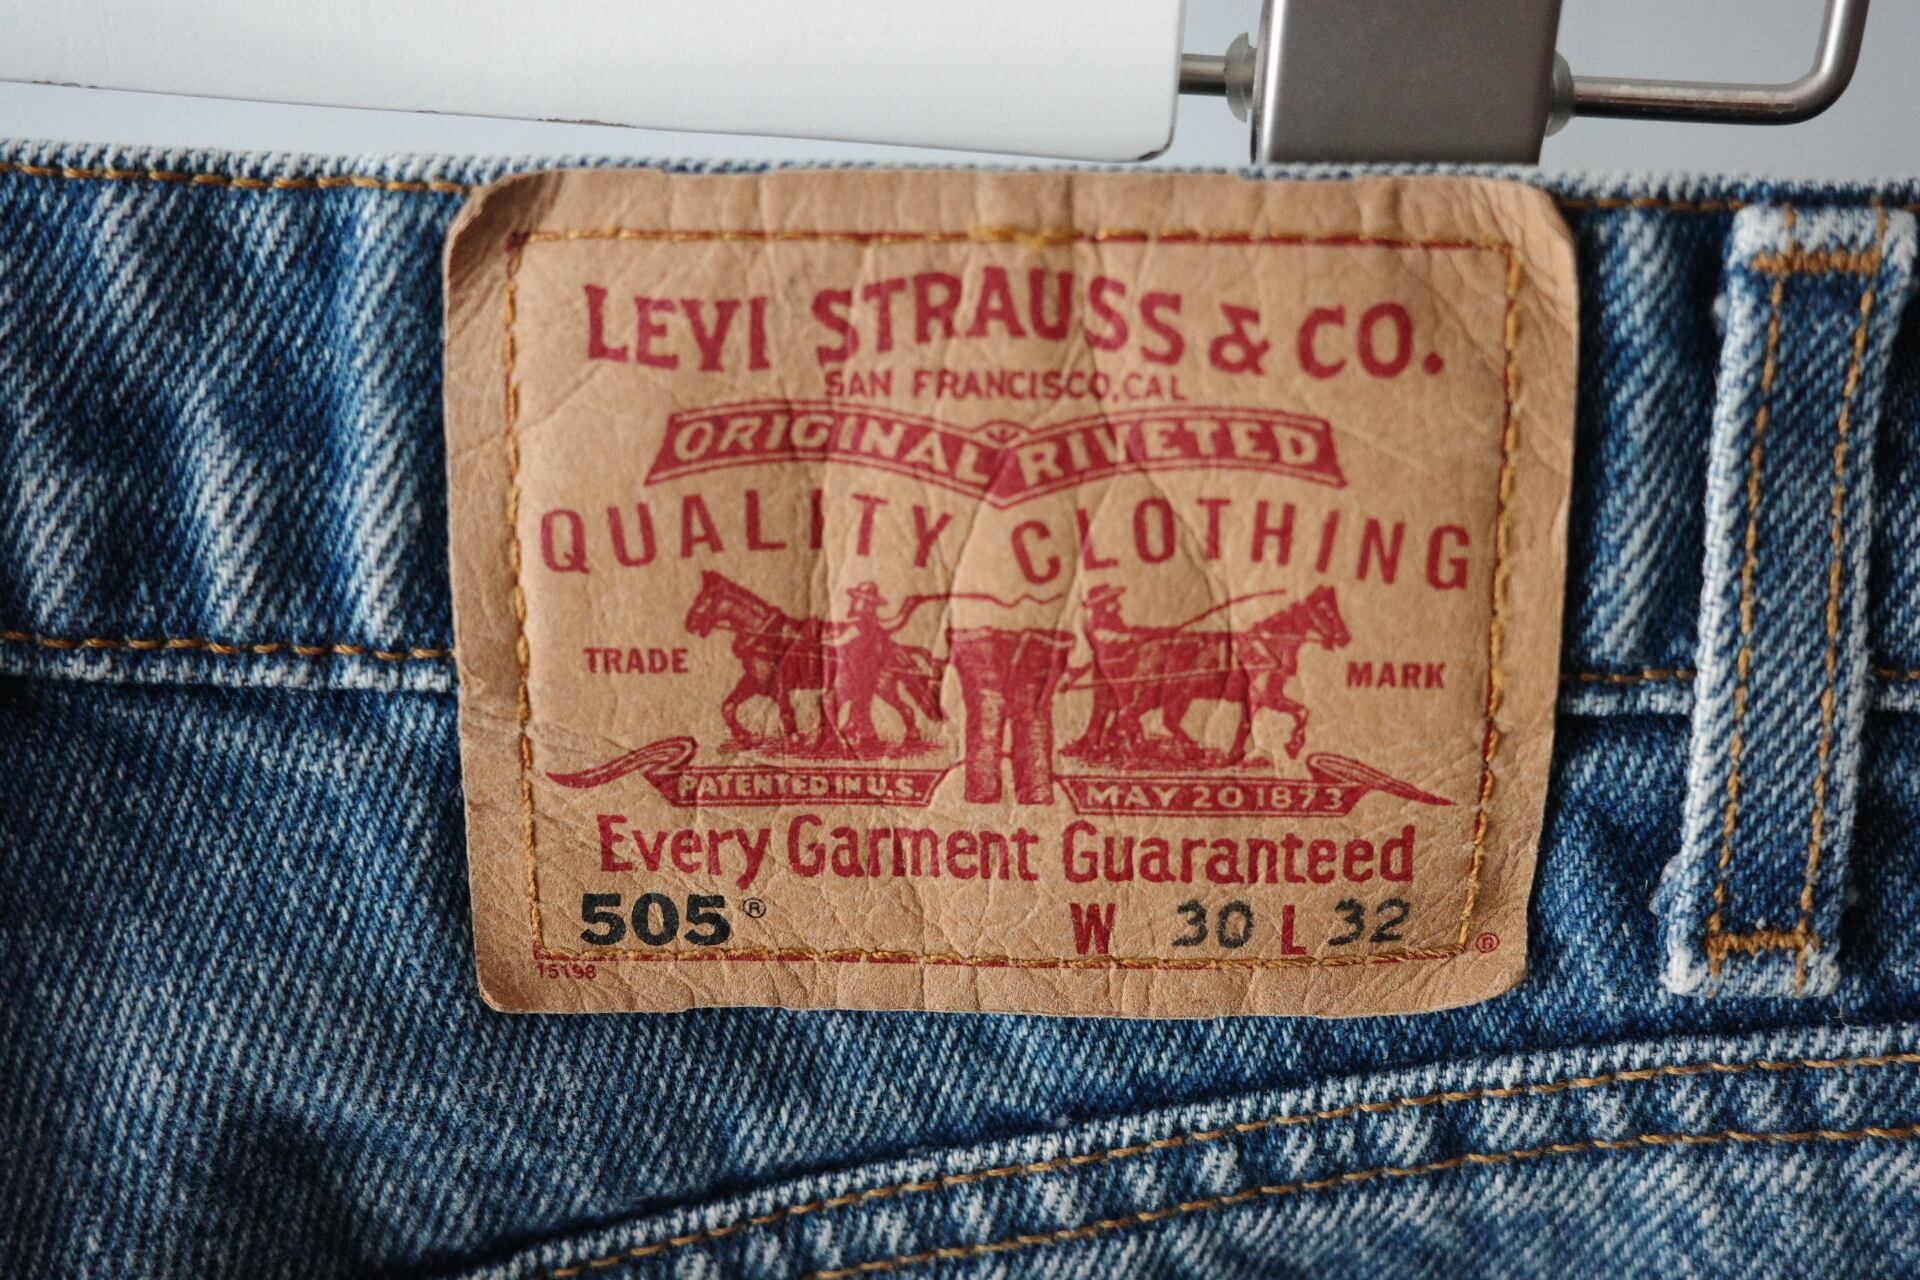 LEVI STRAUSS & CO.
SAN FRANCISCO, CAL
ORIGINAL RIVETED
QUALITY CLOTHING
TRADE MARK
PATENTED IN U.S. MAY 20 1873
Every Garment Guaranteed
505® W 30 L 32
®
15198